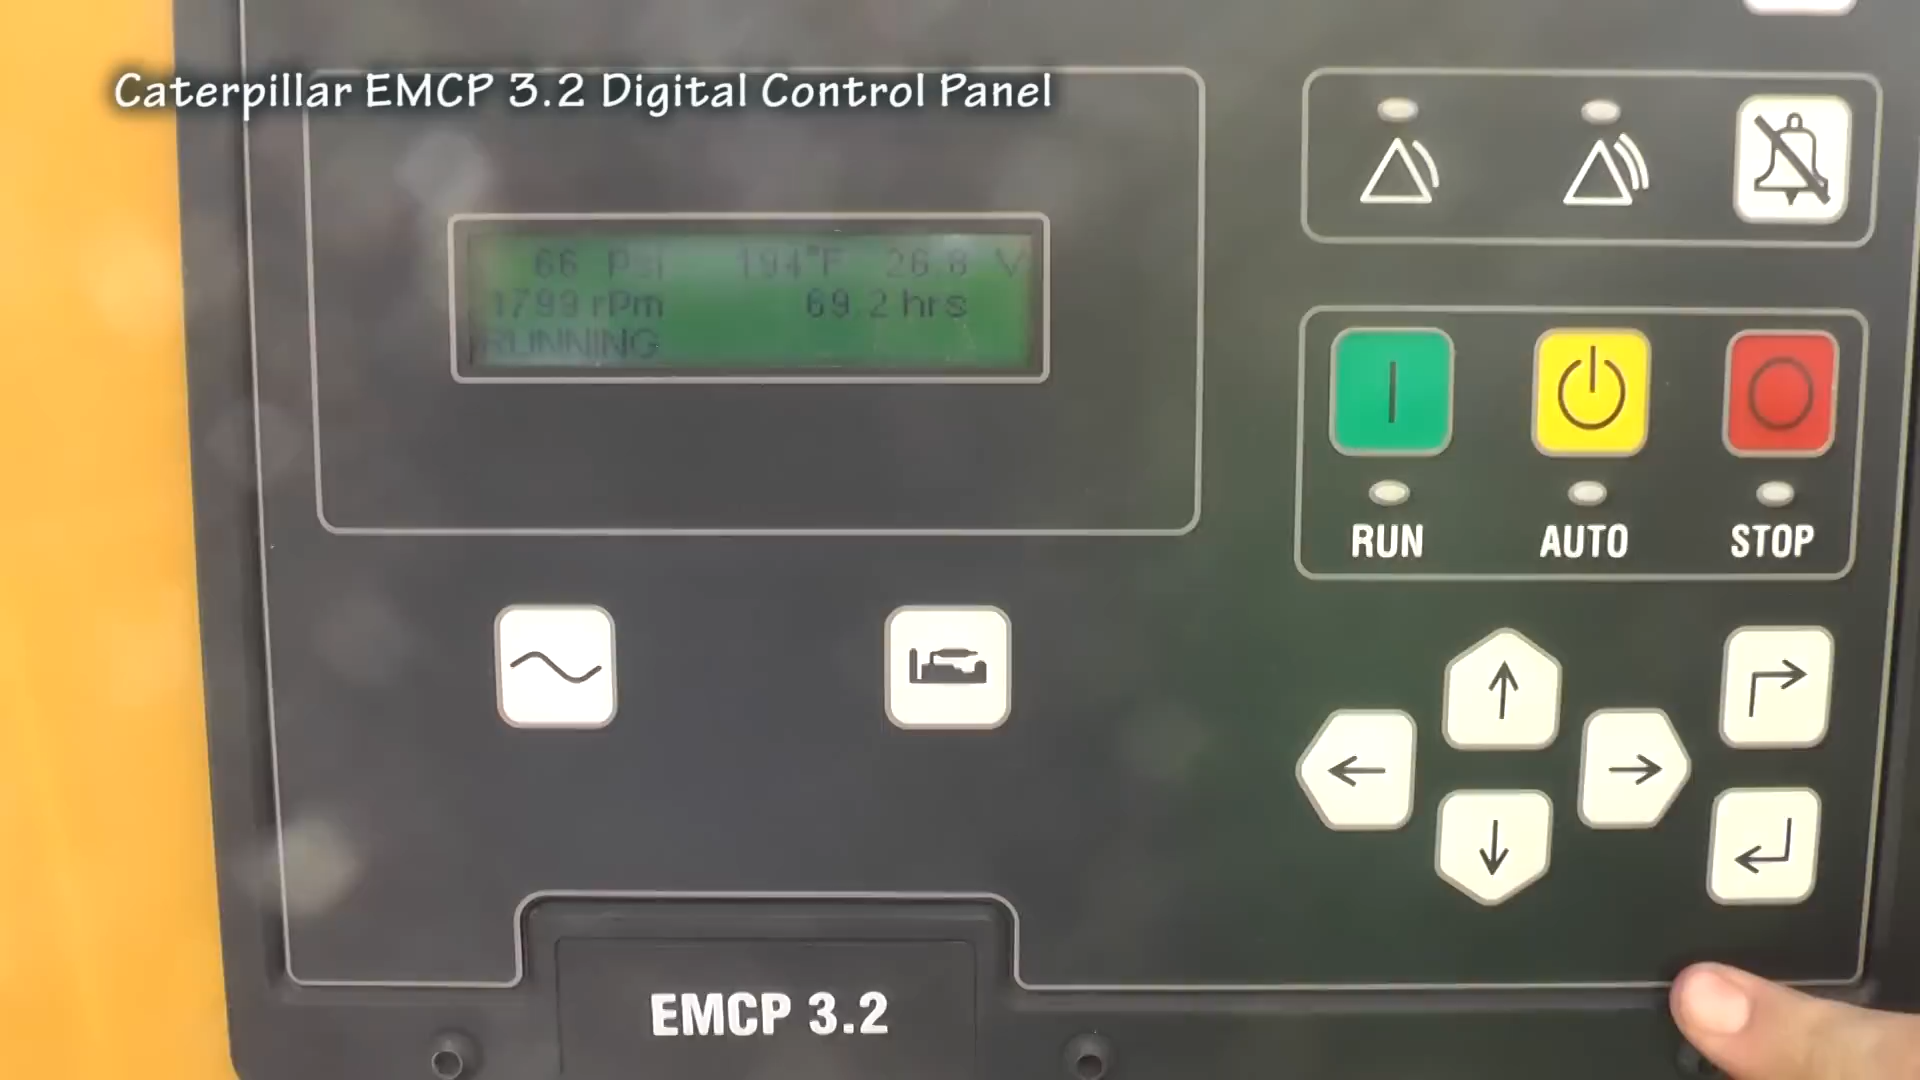 Caterpillar EMCP 3.2 Digital Control Panel
66 Psi 194°F 26.8 V
1799 rPm 69.2 hrs
RUNNING
RUN AUTO STOP
EMCP 3.2